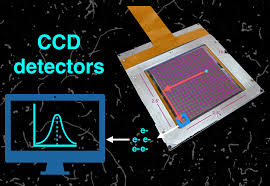 CCD
detectors
e-
e- e-
e- e-